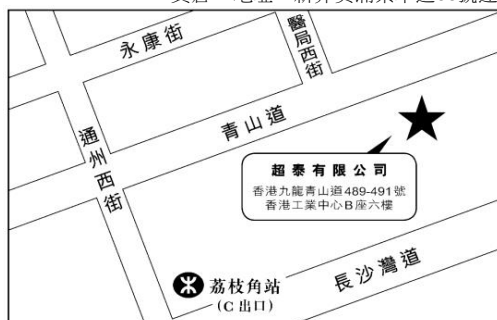 永康街
醫局西街
青山道
通州西街
超泰有限公司
香港九龍青山道489-491號
香港工業中心B座六樓
長沙灣道
荔枝角站
(C 出口)